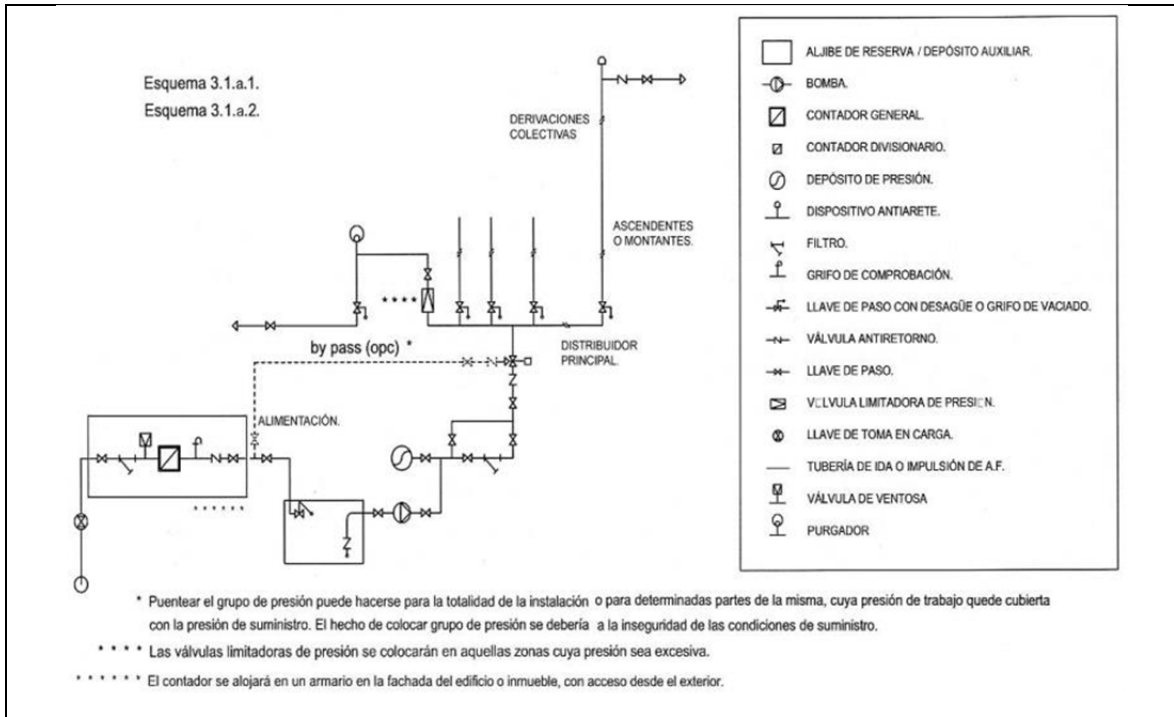 Esquema 3.1.a.1.
Esquema 3.1.a.2.
DERIVACIONES
COLECTIVAS
ASCENDENTES
O MONTANTES.
* * * *
DISTRIBUIDOR
PRINCIPAL.
by pass (opc) *
ALIMENTACIÓN.
* * * * * *
ALJIBE DE RESERVA / DEPÓSITO AUXILIAR.
BOMBA.
CONTADOR GENERAL.
CONTADOR DIVISIONARIO.
DEPÓSITO DE PRESIÓN.
DISPOSITIVO ANTIARETE.
FILTRO.
GRIFO DE COMPROBACIÓN.
LLAVE DE PASO CON DESAGÜE O GRIFO DE VACIADO.
VÁLVULA ANTIRETORNO.
LLAVE DE PASO.
V□LVULA LIMITADORA DE PRESI□N.
LLAVE DE TOMA EN CARGA.
TUBERÍA DE IDA O IMPULSIÓN DE A.F.
VÁLVULA DE VENTOSA
PURGADOR
* Puentear el grupo de presión puede hacerse para la totalidad de la instalación o para determinadas partes de la misma, cuya presión de trabajo quede cubierta
con la presión de suministro. El hecho de colocar grupo de presión se debería a la inseguridad de las condiciones de suministro.
* * * * Las válvulas limitadoras de presión se colocarán en aquellas zonas cuya presión sea excesiva.
* * * * * * El contador se alojará en un armario en la fachada del edificio o inmueble, con acceso desde el exterior.